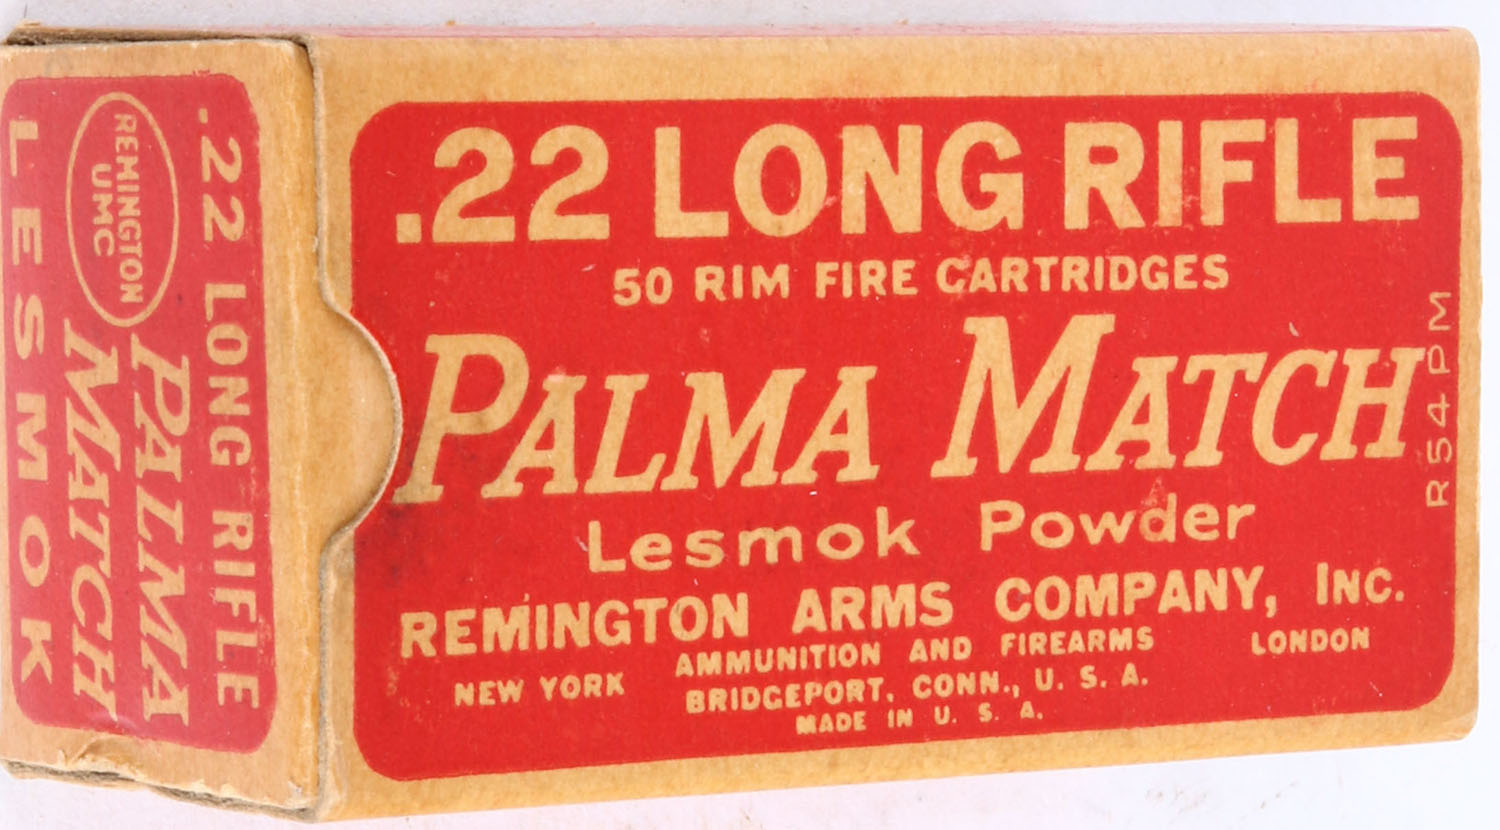 .22 LONG RIFLE
50 RIM FIRE CARTRIDGES
PALMA MATCH
Lesmok Powder
REMINGTON ARMS COMPANY, INC.
AMMUNITION AND FIREARMS
NEW YORK
BRIDGEPORT, CONN., U. S. A.
LONDON
MADE IN U. S. A.
R54PM
.22 LONG RIFLE
REMINGTON
UMC
PALMA
MATCH
LESMOK